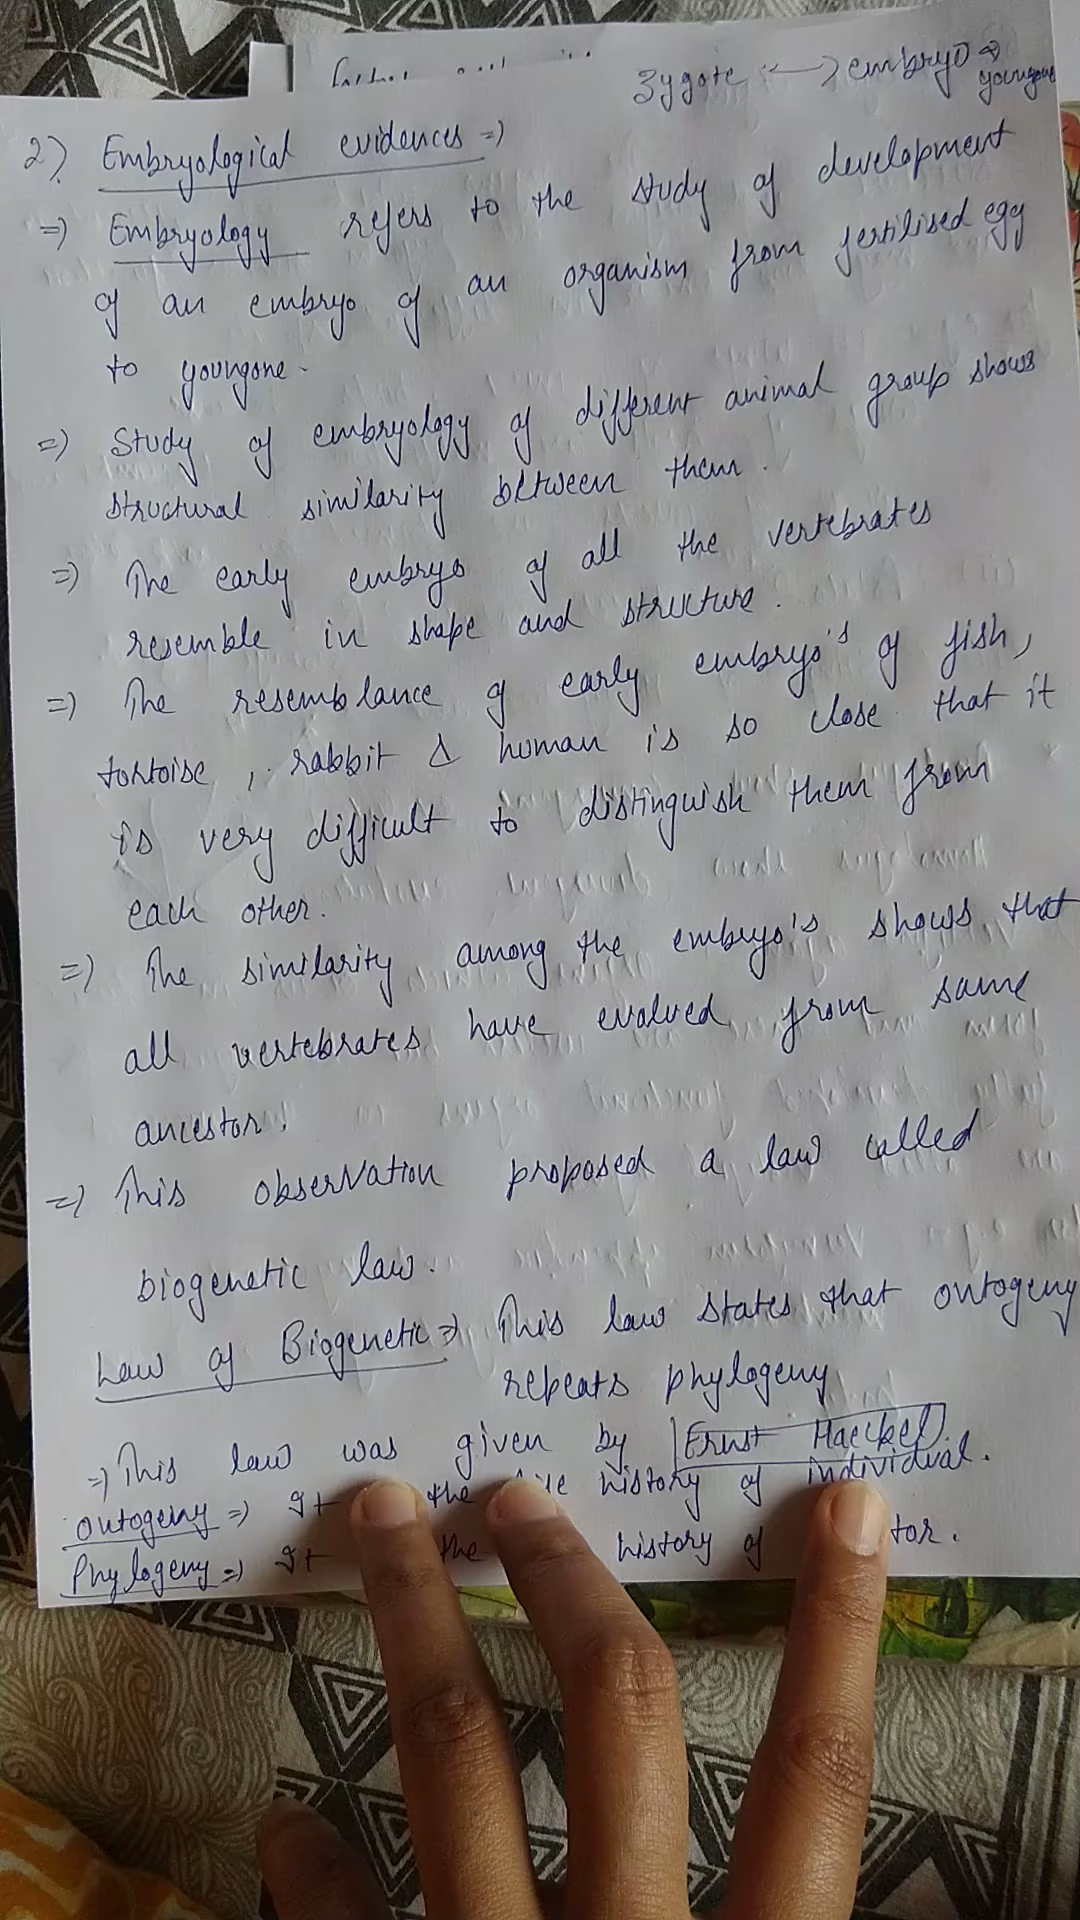 zygote → embryo →
youngone
2) Embryological evidences ⇒
⇒ Embryology refers to the study of development
of an embryo of an organism from fertilised egg
to youngone.
⇒ Study of embryology of different animal group shows
structural similarity between them.
⇒ The early embryo of all the vertebrates
resemble in shape and structure.
⇒ The resemblance of early embryo's of fish,
tortoise, rabbit & human is so close that it
is very difficult to distinguish them from
each other.
⇒ The similarity among the embryo's shows that
all vertebrates have evolved from same
ancestor.
⇒ This observation proposed a law called
biogenetic law.
Law of Biogenetic ⇒ This law states that ontogeny
repeats phylogeny
⇒ This law was given by Ernst Haeckel.
Ontogeny ⇒ It the history of individual.
Phylogeny ⇒ It the history of